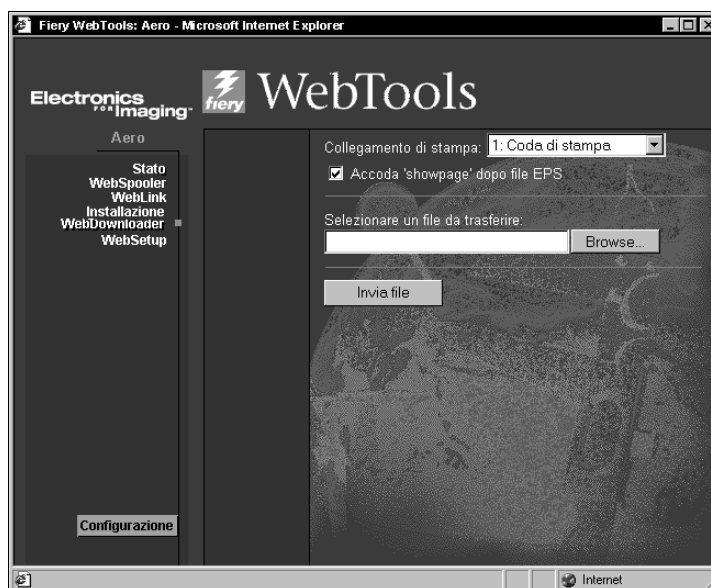 Fiery WebTools: Aero - Microsoft Internet Explorer
Electronics
FOR Imaging™
fiery
WebTools
Aero
Stato
WebSpooler
WebLink
Installazione
WebDownloader
WebSetup
Configurazione
Collegamento di stampa: 1: Coda di stampa
Accoda 'showpage' dopo file EPS
Selezionare un file da trasferire:
Browse...
Invia file
Internet